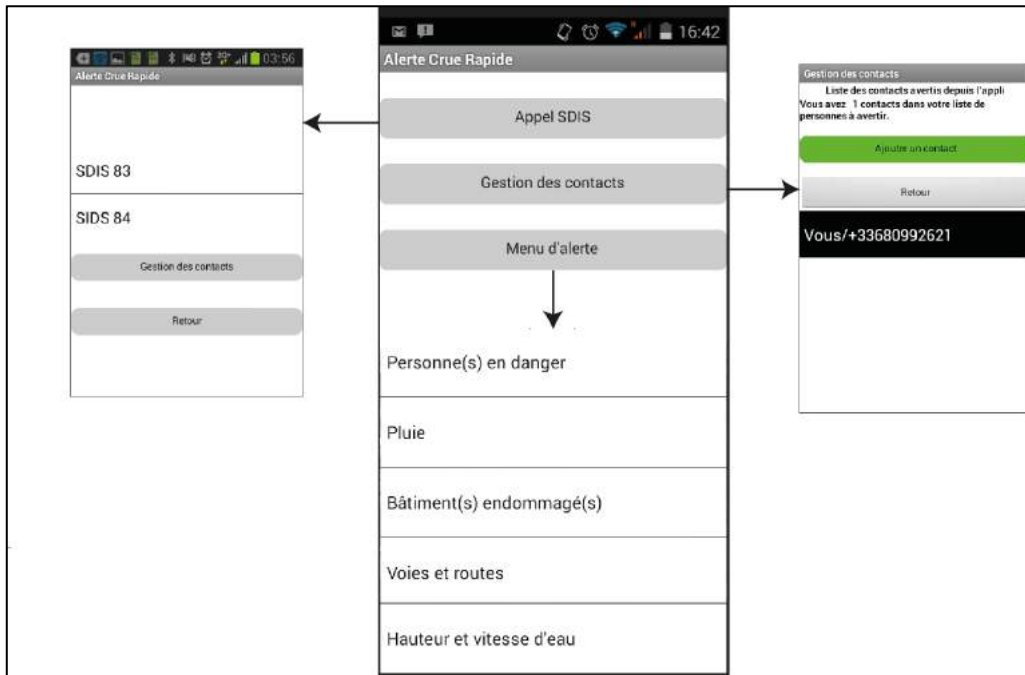 03:56
Alerte Crue Rapide
SDIS 83
SIDS 84
Gestion des contacts
Retour
16:42
Alerte Crue Rapide
Appel SDIS
Gestion des contacts
Menu d'alerte
Personne(s) en danger
Pluie
Bâtiment(s) endommagé(s)
Voies et routes
Hauteur et vitesse d'eau
Gestion des contacts
Liste des contacts avertis depuis l'appli
Vous avez 1 contacts dans votre liste de
personnes à avertir.
Ajoutre un contact
Retour
Vous/+33680992621